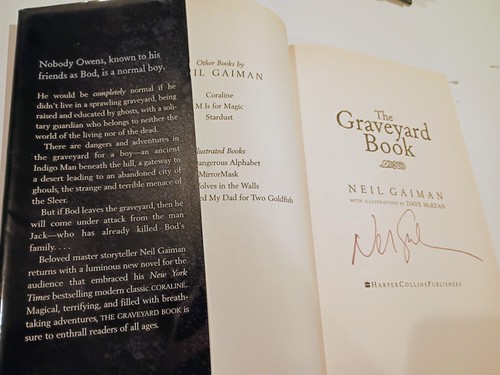 Nobody Owens, known to his
friends as Bod, is a normal boy.
He would be completely normal if he
didn't live in a sprawling graveyard, being
raised and educated by ghosts, with a soli-
tary guardian who belongs to neither the
world of the living nor of the dead.
There are dangers and adventures in
the graveyard for a boy—an ancient
Indigo Man beneath the hill, a gateway to
a desert leading to an abandoned city of
ghouls, the strange and terrible menace of
the Sleer.
But if Bod leaves the graveyard, then he
will come under attack from the man
Jack—who has already killed Bod's
family. . . .
Beloved master storyteller Neil Gaiman
returns with a luminous new novel for the
audience that embraced his New York
Times bestselling modern classic CORALINE.
Magical, terrifying, and filled with breath-
taking adventures, THE GRAVEYARD BOOK is
sure to enthrall readers of all ages.
Other Books by
IL GAIMAN
Coraline
M Is for Magic
Stardust
lustrated Books
angerous Alphabet
MirrorMask
olves in the Walls
ed My Dad for Two Goldfish
The
Graveyard
Book
NEIL GAIMAN
WITH ILLUSTRATIONS BY DAVE McKEAN
HARPERCOLLINSPUBLISHERS